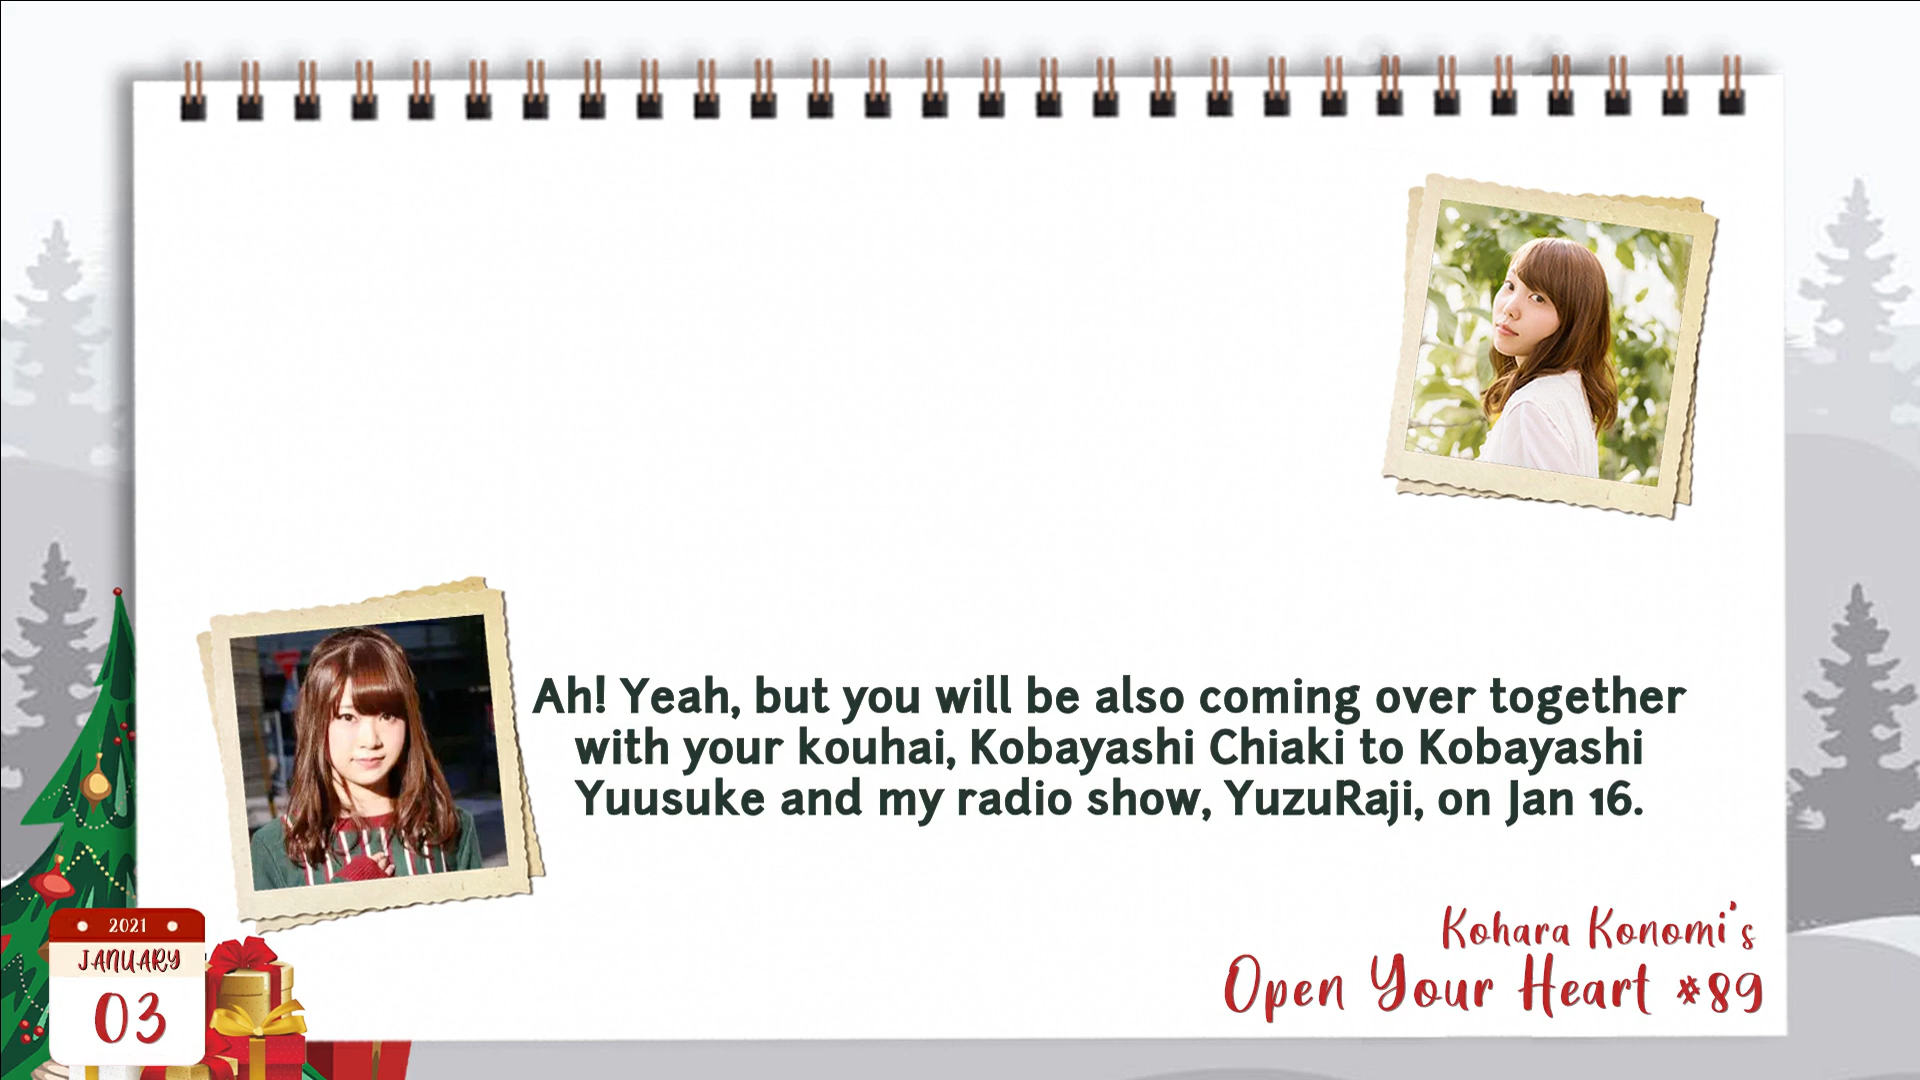 Ah! Yeah, but you will be also coming over together
with your kouhai, Kobayashi Chiaki to Kobayashi
Yuusuke and my radio show, YuzuRaji, on Jan 16.
Kohara Konomi's
Open Your Heart #89
2021
JANUARY
03